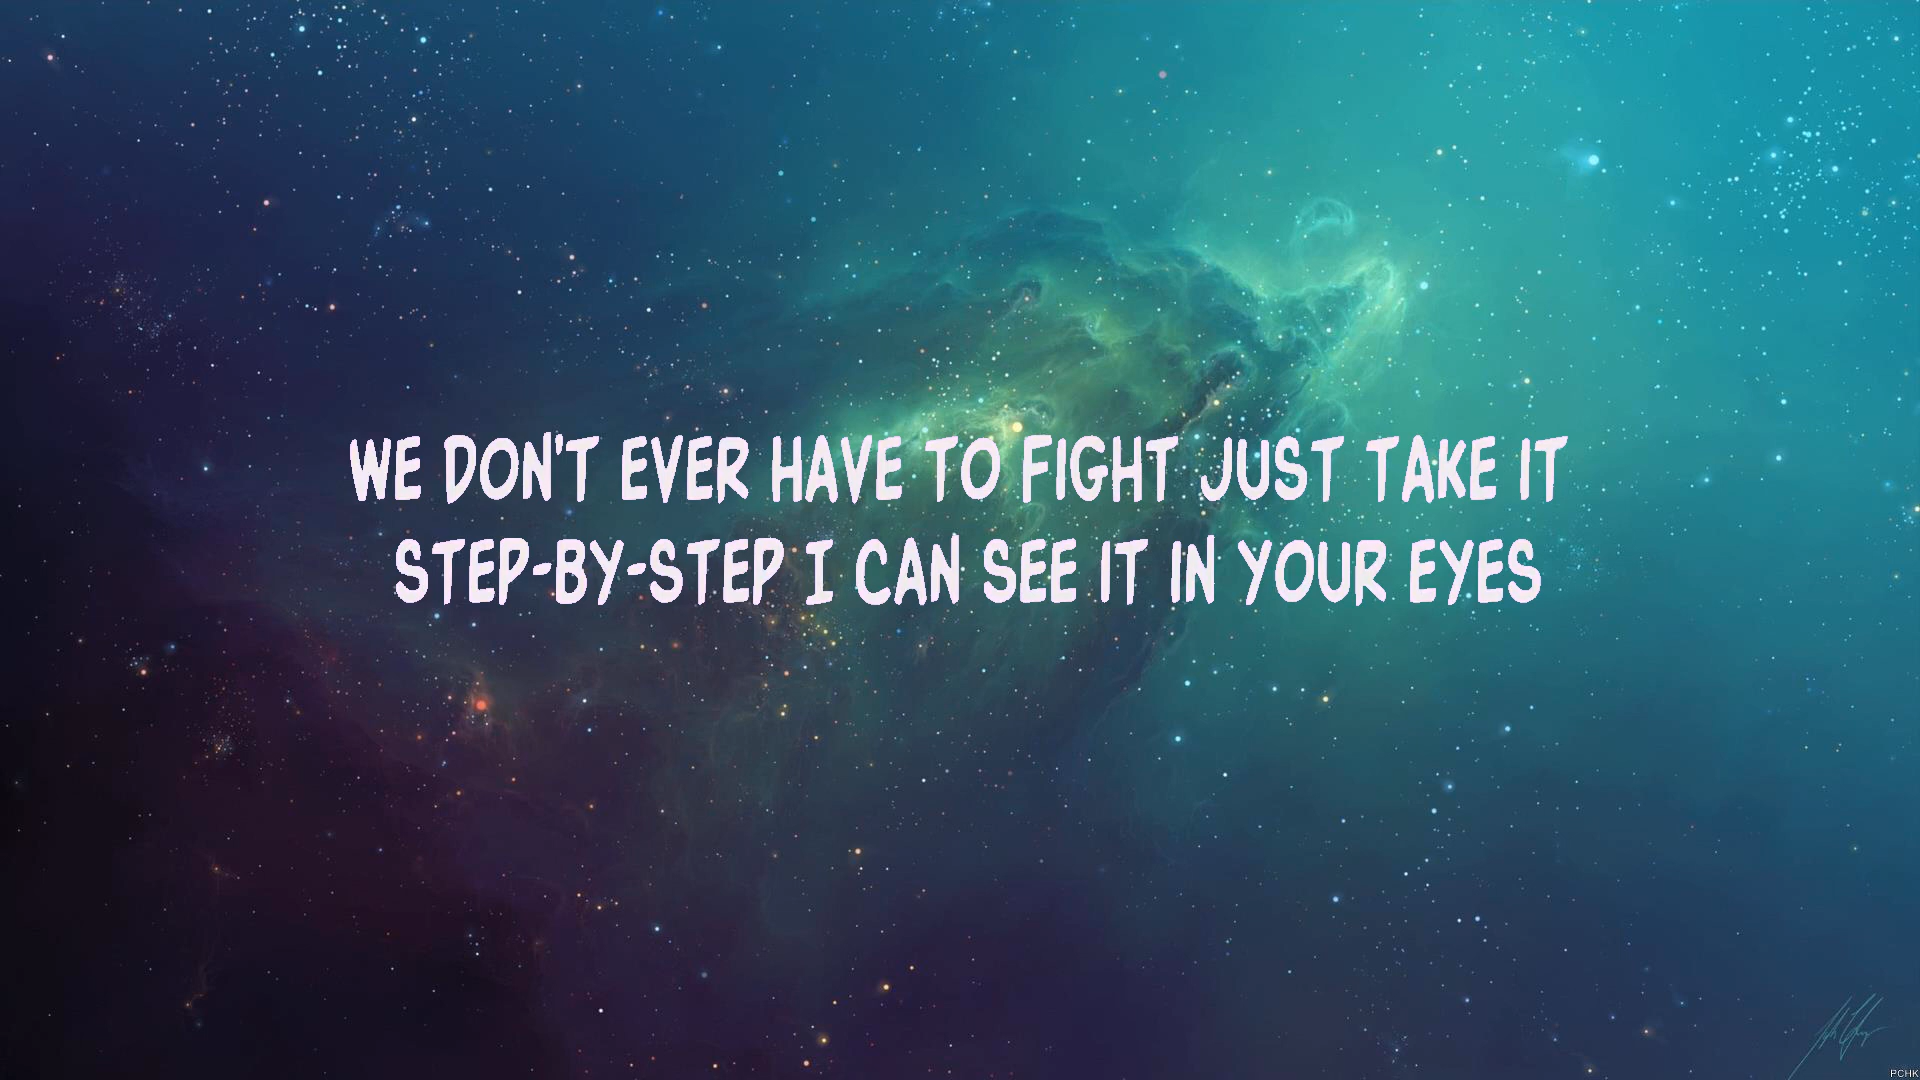 WE DON'T EVER HAVE TO FIGHT JUST TAKE IT
STEP-BY-STEP I CAN SEE IT IN YOUR EYES
PCHK